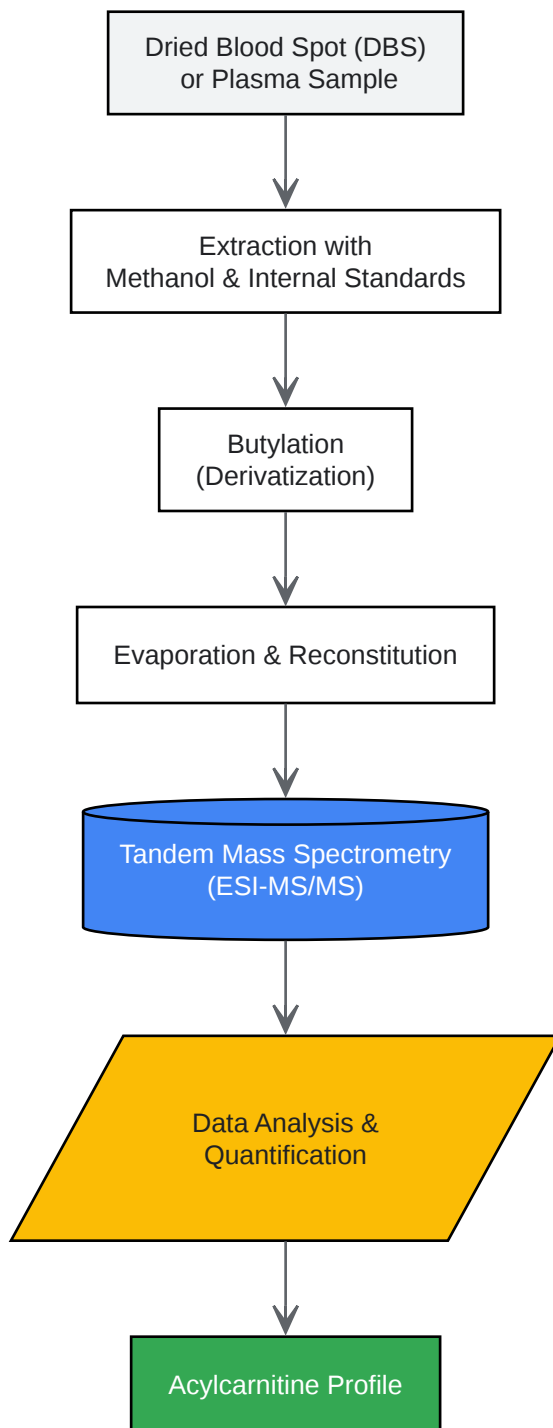 Dried Blood Spot (DBS)
or Plasma Sample
Extraction with
Methanol & Internal Standards
Butylation
(Derivatization)
Evaporation & Reconstitution
Tandem Mass Spectrometry
(ESI-MS/MS)
Data Analysis &
Quantification
Acylcarnitine Profile